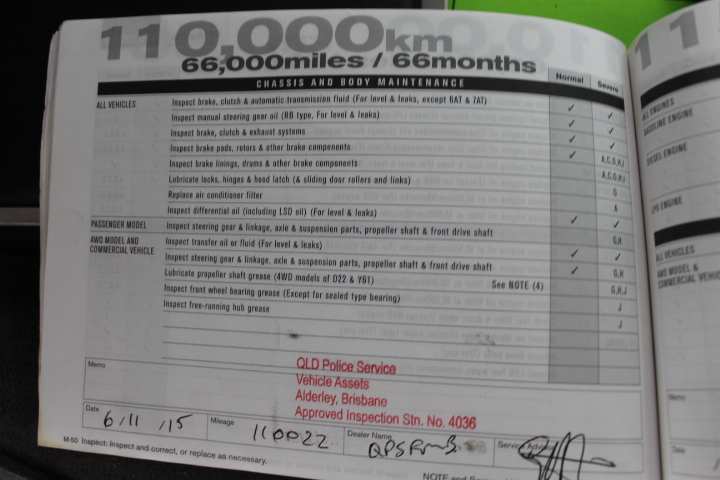 110,000km
66,000miles / 66months
CHASSIS AND BODY MAINTENANCE Normal Severe
ALL VEHICLES Inspect brake, clutch & automatic transmission fluid (For level & leaks, except 6AT & 7AT) ✓ ✓
Inspect manual steering gear oil (RB type, For level & leaks) ✓ ✓
Inspect brake, clutch & exhaust systems ✓ ✓
Inspect brake pads, rotors & other brake components ✓ A,C,G,H,I
Inspect brake linings, drums & other brake components A,C,G,H,I
Lubricate locks, hinges & hood latch (& sliding door rollers and links) G
Replace air conditioner filter A
Inspect differential oil (including LSD oil) (For level & leaks) ✓ ✓
PASSENGER MODEL Inspect steering gear & linkage, axle & suspension parts, propeller shaft & front drive shaft G,H
4WD MODEL AND COMMERCIAL VEHICLE Inspect transfer oil or fluid (For level & leaks) ✓ ✓
Inspect steering gear & linkage, axle & suspension parts, propeller shaft & front drive shaft ✓ G,H
Lubricate propeller shaft grease (4WD models of D22 & Y61) See NOTE (4) G,H,J
Inspect front wheel bearing grease (Except for sealed type bearing) J
Inspect free-running hub grease J
Memo
QLD Police Service
Vehicle Assets
Alderley, Brisbane
Approved Inspection Stn. No. 4036
Date 6/11/15 Mileage 110022 Dealer Name
M-50 Inspect: Inspect and correct, or replace as necessary.
NOTE
11
ALL ENGINES
GASOLINE ENGINE
DIESEL ENGINE
LPG ENGINE
ALL VEHICLES
4WD MODEL &
COMMERCIAL
Memo
Date